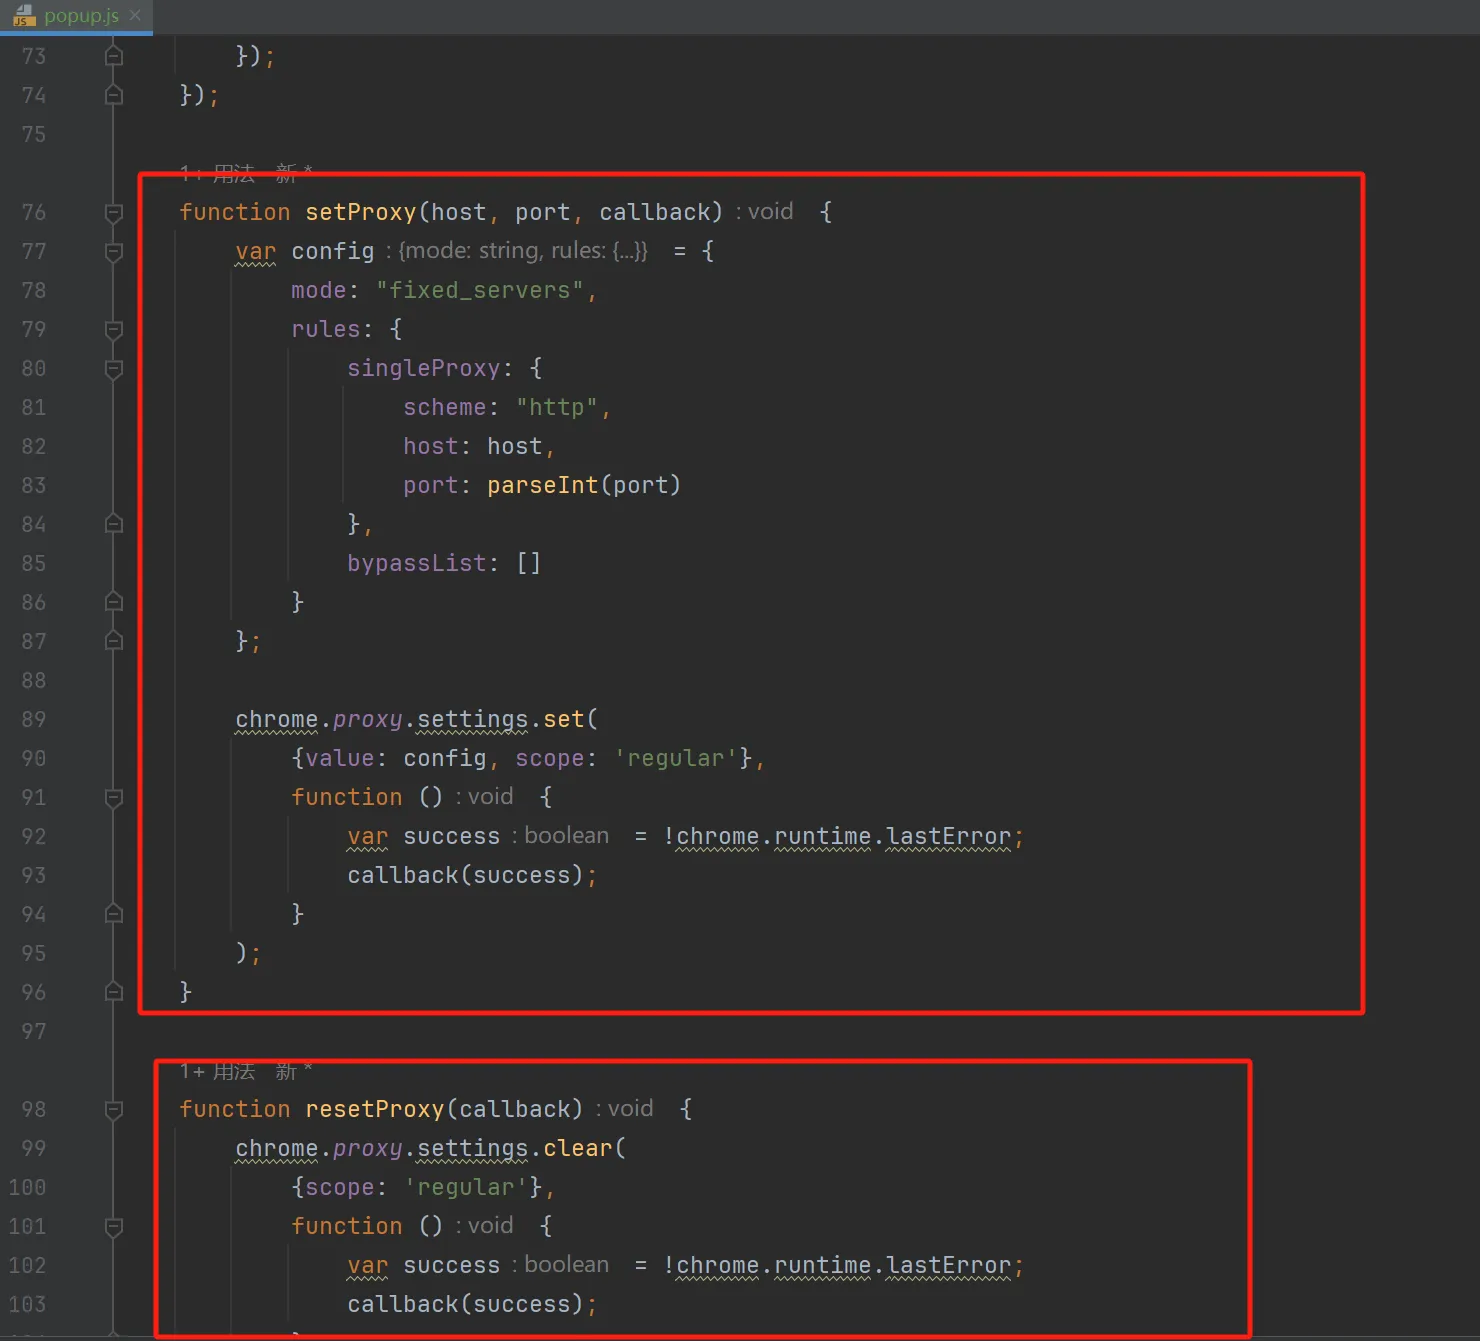 popup.js
73 });
74 });
75
1+ 用法 新 *
76 function setProxy(host, port, callback) : void {
77 var config : {mode: string, rules: {...}} = {
78 mode: "fixed_servers",
79 rules: {
80 singleProxy: {
81 scheme: "http",
82 host: host,
83 port: parseInt(port)
84 },
85 bypassList: []
86 }
87 };
88
89 chrome.proxy.settings.set(
90 {value: config, scope: 'regular'},
91 function () : void {
92 var success : boolean = !chrome.runtime.lastError;
93 callback(success);
94 }
95 );
96 }
97
1+ 用法 新 *
98 function resetProxy(callback) : void {
99 chrome.proxy.settings.clear(
100 {scope: 'regular'},
101 function () : void {
102 var success : boolean = !chrome.runtime.lastError;
103 callback(success);